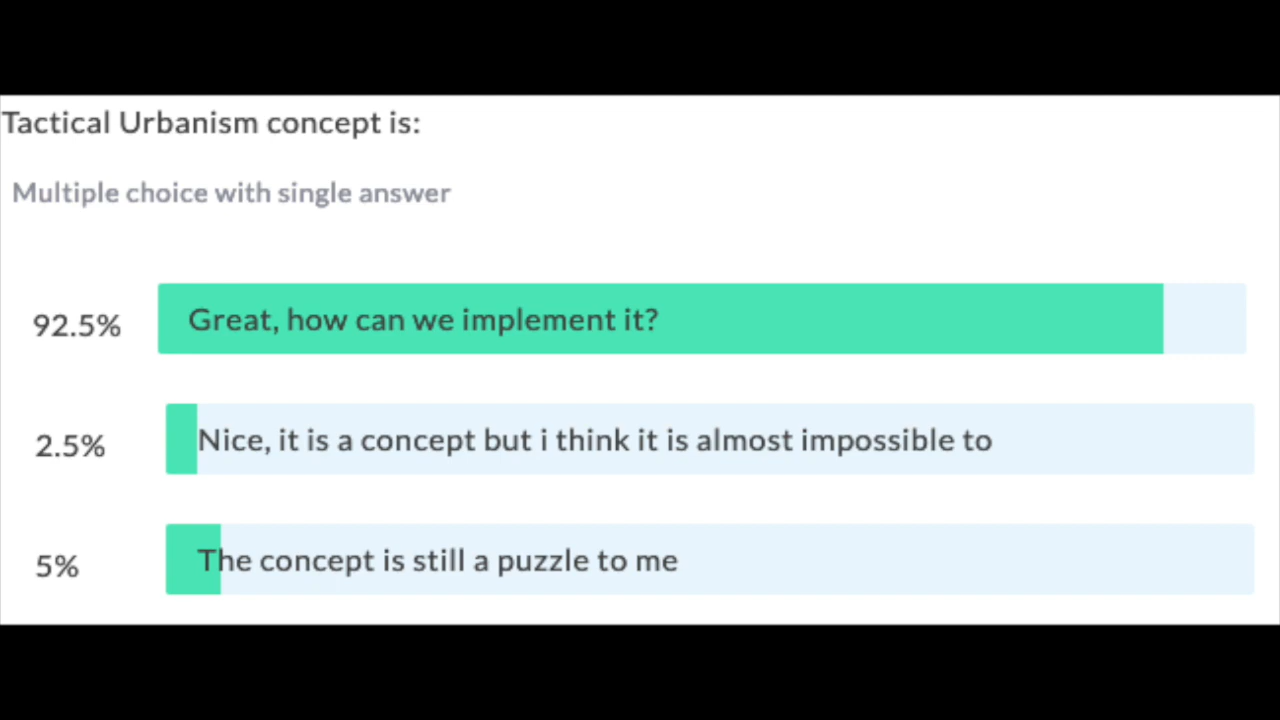 Tactical Urbanism concept is:
Multiple choice with single answer
92.5% Great, how can we implement it?
2.5% Nice, it is a concept but i think it is almost impossible to
5% The concept is still a puzzle to me